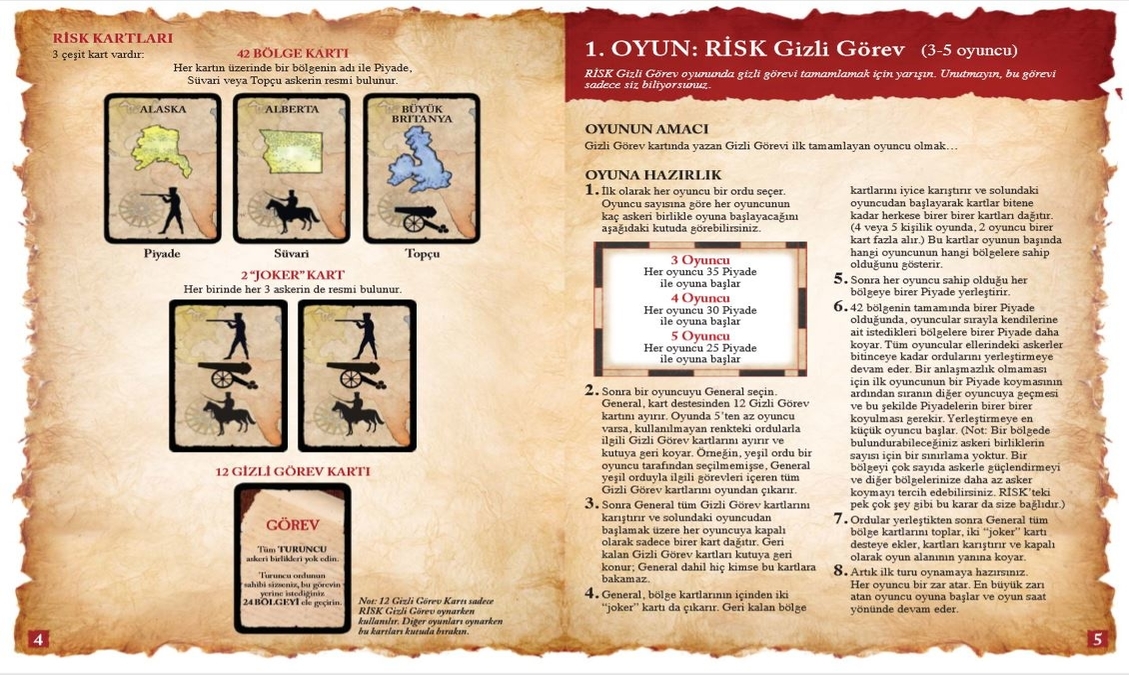 RİSK KARTLARI
3 çeşit kart vardır:
42 BÖLGE KARTI
Her kartın üzerinde bir bölgenin adı ile Piyade,
Süvari veya Topçu askerin resmi bulunur.
ALASKA
ALBERTA
BÜYÜK
BRITANYA
Piyade
Süvari
Topçu
2 “JOKER” KART
Her birinde her 3 askerin de resmi bulunur.
12 GİZLİ GÖREV KARTI
GÖREV
Tüm TURUNCU
askeri birlikleri yok edin.
Turuncu ordunun
sahibi sizseniz, bu görevin
yerine istediğiniz
24 BÖLGEYİ ele geçirin.
Not: 12 Gizli Görev Kartı sadece
RİSK Gizli Görev oynarken
kullanılır. Diğer oyunları oynarken
bu kartları kutuda bırakın.
4
1. OYUN: RİSK Gizli Görev (3-5 oyuncu)
RİSK Gizli Görev oyununda gizli görevi tamamlamak için yarışın. Unutmayın, bu görevi
sadece siz biliyorsunuz.
OYUNUN AMACI
Gizli Görev kartında yazan Gizli Görevi ilk tamamlayan oyuncu olmak…
OYUNA HAZIRLIK
1. İlk olarak her oyuncu bir ordu seçer.
Oyuncu sayısına göre her oyuncunun
kaç askeri birlikle oyuna başlayacağını
aşağıdaki kutuda görebilirsiniz.
3 Oyuncu
Her oyuncu 35 Piyade
ile oyuna başlar
4 Oyuncu
Her oyuncu 30 Piyade
ile oyuna başlar
5 Oyuncu
Her oyuncu 25 Piyade
ile oyuna başlar
2. Sonra bir oyuncuyu General seçin.
General, kart destesinden 12 Gizli Görev
kartını ayırır. Oyunda 5’ten az oyuncu
varsa, kullanılmayan renkteki ordularla
ilgili Gizli Görev kartlarını ayırır ve
kutuya geri koyar. Örneğin, yeşil ordu bir
oyuncu tarafından seçilmemişse, General
yeşil orduyla ilgili görevleri içeren tüm
Gizli Görev kartlarını oyundan çıkarır.
3. Sonra General tüm Gizli Görev kartlarını
karıştırır ve solundaki oyuncudan
başlamak üzere her oyuncuya kapalı
olarak sadece birer kart dağıtır. Geri
kalan Gizli Görev kartları kutuya geri
konur; General dahil hiç kimse bu kartlara
bakamaz.
4. General, bölge kartlarının içinden iki
“joker” kartı da çıkarır. Geri kalan bölge
kartlarını iyice karıştırır ve solundaki
oyuncudan başlayarak kartlar bitene
kadar herkese birer birer kartları dağıtır.
(4 veya 5 kişilik oyunda, 2 oyuncu birer
kart fazla alır.) Bu kartlar oyunun başında
hangi oyuncunun hangi bölgelere sahip
olduğunu gösterir.
5. Sonra her oyuncu sahip olduğu her
bölgeye birer Piyade yerleştirir.
6. 42 bölgenin tamamında birer Piyade
olduğunda, oyuncular sırayla kendilerine
ait istedikleri bölgelere birer Piyade daha
koyar. Tüm oyuncular ellerindeki askerler
bitinceye kadar ordularını yerleştirmeye
devam eder. Bir anlaşmazlık olmaması
için ilk oyuncunun bir Piyade koymasının
ardından sıranın diğer oyuncuya geçmesi
ve bu şekilde Piyadelerin birer birer
koyulması gerekir. Yerleştirmeye en
küçük oyuncu başlar. (Not: Bir bölgede
bulundurabileceğiniz askeri birliklerin
sayısı için bir sınırlama yoktur. Bir
bölgeyi çok sayıda askerle güçlendirmeyi
ve diğer bölgelerinize daha az asker
koymayı tercih edebilirsiniz. RİSK’teki
pek çok şey gibi bu karar da size bağlıdır.)
7. Ordular yerleştikten sonra General tüm
bölge kartlarını toplar, iki “joker” kartı
desteye ekler, kartları karıştırır ve kapalı
olarak oyun alanının yanına koyar.
8. Artık ilk turu oynamaya hazırsınız.
Her oyuncu bir zar atar. En büyük zarı
atan oyuncu oyuna başlar ve oyun saat
yönünde devam eder.
5